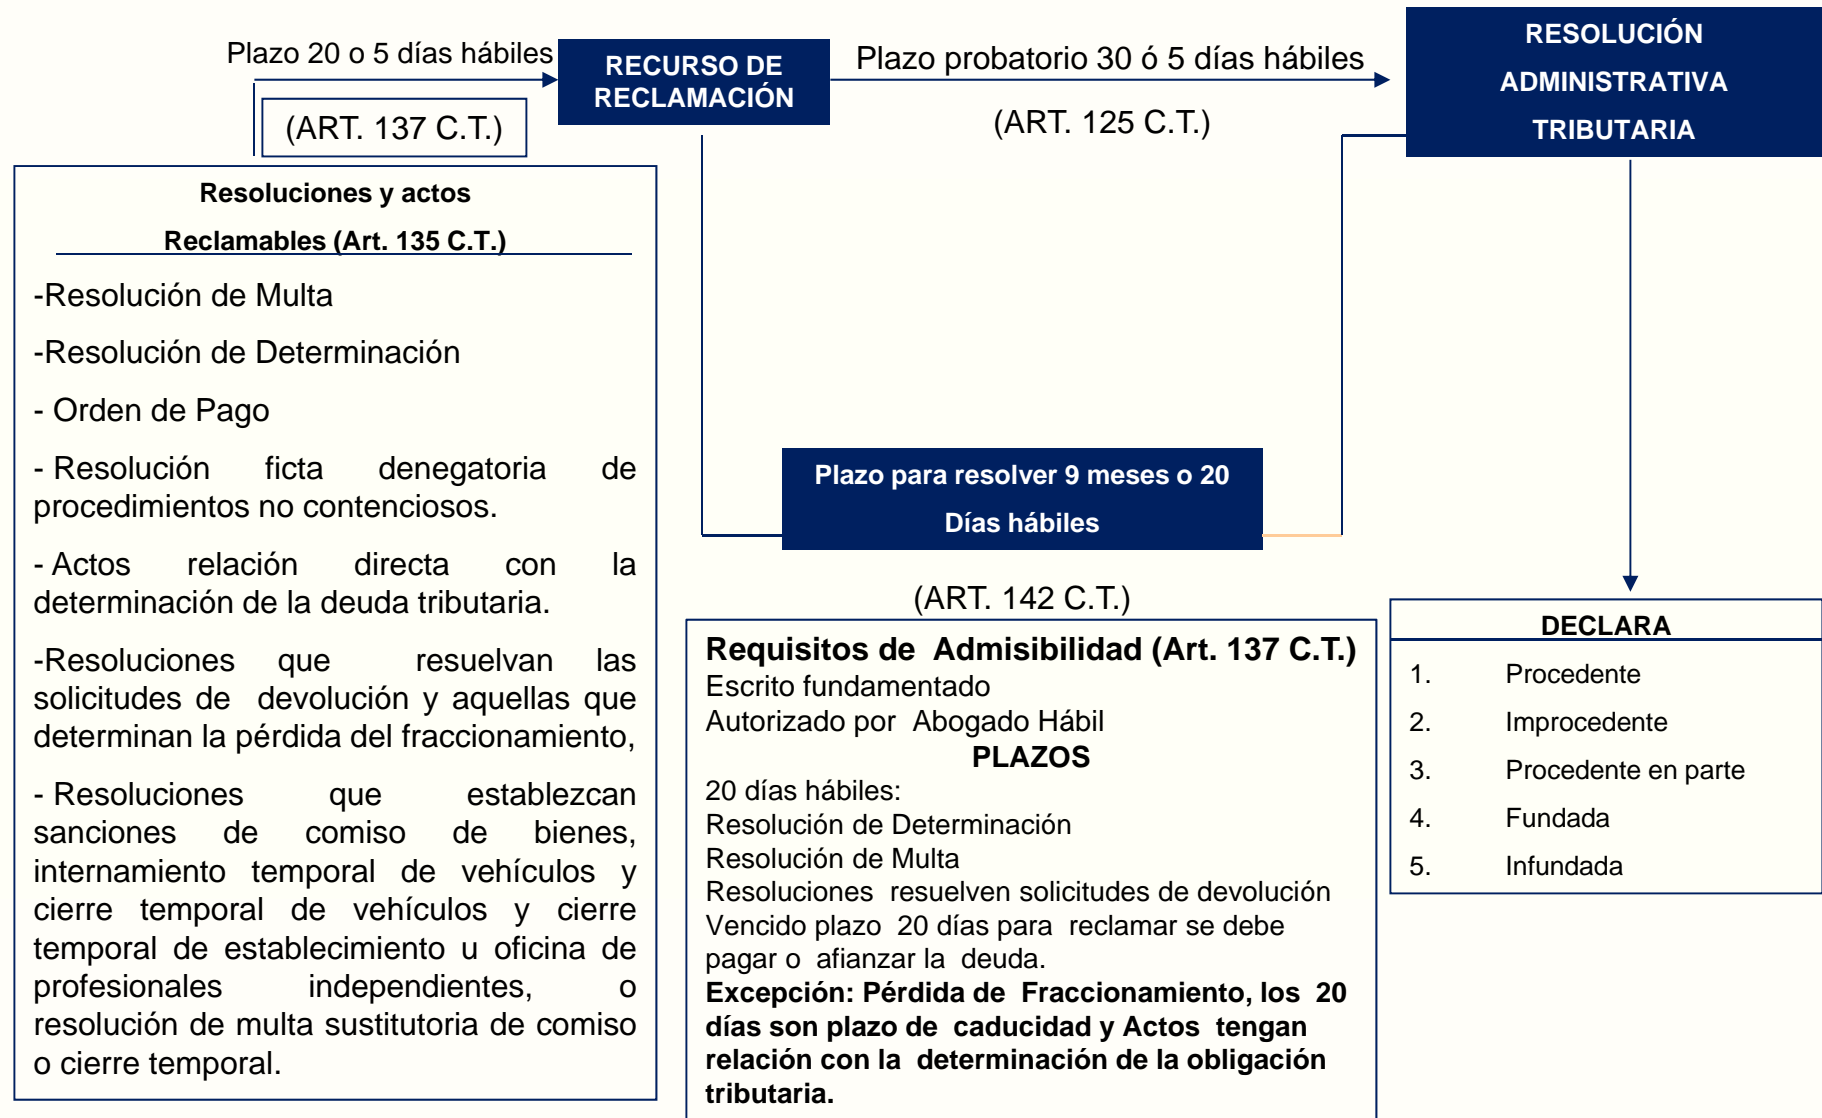 Plazo 20 o 5 días hábiles
(ART. 137 C.T.)
RECURSO DE
RECLAMACIÓN
Plazo probatorio 30 ó 5 días hábiles
(ART. 125 C.T.)
RESOLUCIÓN
ADMINISTRATIVA
TRIBUTARIA
Resoluciones y actos
Reclamables (Art. 135 C.T.)
-Resolución de Multa
-Resolución de Determinación
- Orden de Pago
- Resolución ficta denegatoria de
procedimientos no contenciosos.
- Actos relación directa con la
determinación de la deuda tributaria.
-Resoluciones que resuelvan las
solicitudes de devolución y aquellas que
determinan la pérdida del fraccionamiento,
- Resoluciones que establezcan
sanciones de comiso de bienes,
internamiento temporal de vehículos y
cierre temporal de vehículos y cierre
temporal de establecimiento u oficina de
profesionales independientes, o
resolución de multa sustitutoria de comiso
o cierre temporal.
Plazo para resolver 9 meses o 20
Días hábiles
(ART. 142 C.T.)
Requisitos de Admisibilidad (Art. 137 C.T.)
Escrito fundamentado
Autorizado por Abogado Hábil
PLAZOS
20 días hábiles:
Resolución de Determinación
Resolución de Multa
Resoluciones resuelven solicitudes de devolución
Vencido plazo 20 días para reclamar se debe
pagar o afianzar la deuda.
Excepción: Pérdida de Fraccionamiento, los 20
días son plazo de caducidad y Actos tengan
relación con la determinación de la obligación
tributaria.
DECLARA
1. Procedente
2. Improcedente
3. Procedente en parte
4. Fundada
5. Infundada